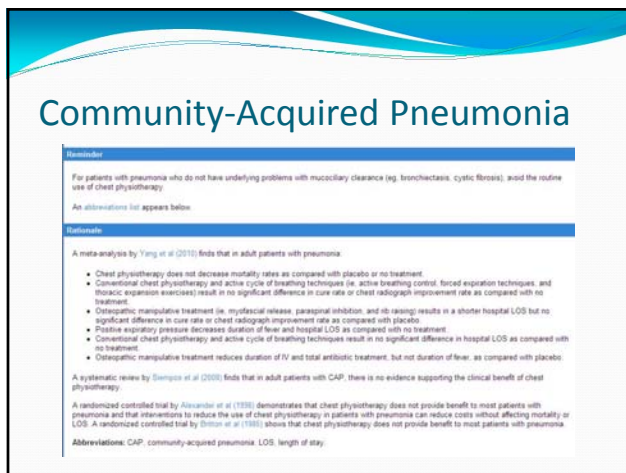 Community-Acquired Pneumonia
Reminder
For patients with pneumonia who do not have underlying problems with mucociliary clearance (eg, bronchiectasis, cystic fibrosis), avoid the routine
use of chest physiotherapy.
An abbreviations list appears below.
Rationale
A meta-analysis by Yang et al (2010) finds that in adult patients with pneumonia:
• Chest physiotherapy does not decrease mortality rates as compared with placebo or no treatment.
• Conventional chest physiotherapy and active cycle of breathing techniques (ie, active breathing control, forced expiration techniques, and
thoracic expansion exercises) result in no significant difference in cure rate or chest radiograph improvement rate as compared with no
treatment.
• Osteopathic manipulative treatment (ie, myofascial release, paraspinal inhibition, and rib raising) results in a shorter hospital LOS but no
significant difference in cure rate or chest radiograph improvement rate as compared with placebo.
• Positive expiratory pressure decreases duration of fever and hospital LOS as compared with no treatment.
• Conventional chest physiotherapy and active cycle of breathing techniques result in no significant difference in hospital LOS as compared with
no treatment.
• Osteopathic manipulative treatment reduces duration of IV and total antibiotic treatment, but not duration of fever, as compared with placebo.
A systematic review by Siempos et al (2008) finds that in adult patients with CAP, there is no evidence supporting the clinical benefit of chest
physiotherapy.
A randomized controlled trial by Alexander et al (1996) demonstrates that chest physiotherapy does not provide benefit to most patients with
pneumonia and that interventions to reduce the use of chest physiotherapy in patients with pneumonia can reduce costs without affecting mortality or
LOS. A randomized controlled trial by Britton et al (1985) shows that chest physiotherapy does not provide benefit to most patients with pneumonia.
Abbreviations: CAP, community-acquired pneumonia. LOS, length of stay.